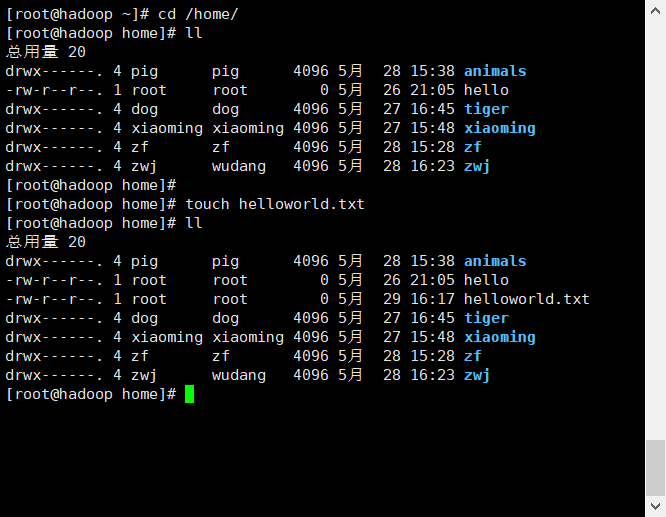 [root@hadoop ~]# cd /home/
[root@hadoop home]# ll
总用量 20
drwx------. 4 pig      pig      4096 5月  28 15:38 animals
-rw-r--r--. 1 root     root        0 5月  26 21:05 hello
drwx------. 4 dog      dog      4096 5月  27 16:45 tiger
drwx------. 4 xiaoming xiaoming 4096 5月  27 15:48 xiaoming
drwx------. 4 zf       zf       4096 5月  28 15:28 zf
drwx------. 4 zwj      wudang   4096 5月  28 16:23 zwj
[root@hadoop home]#
[root@hadoop home]# touch helloworld.txt
[root@hadoop home]# ll
总用量 20
drwx------. 4 pig      pig      4096 5月  28 15:38 animals
-rw-r--r--. 1 root     root        0 5月  26 21:05 hello
-rw-r--r--. 1 root     root        0 5月  29 16:17 helloworld.txt
drwx------. 4 dog      dog      4096 5月  27 16:45 tiger
drwx------. 4 xiaoming xiaoming 4096 5月  27 15:48 xiaoming
drwx------. 4 zf       zf       4096 5月  28 15:28 zf
drwx------. 4 zwj      wudang   4096 5月  28 16:23 zwj
[root@hadoop home]#